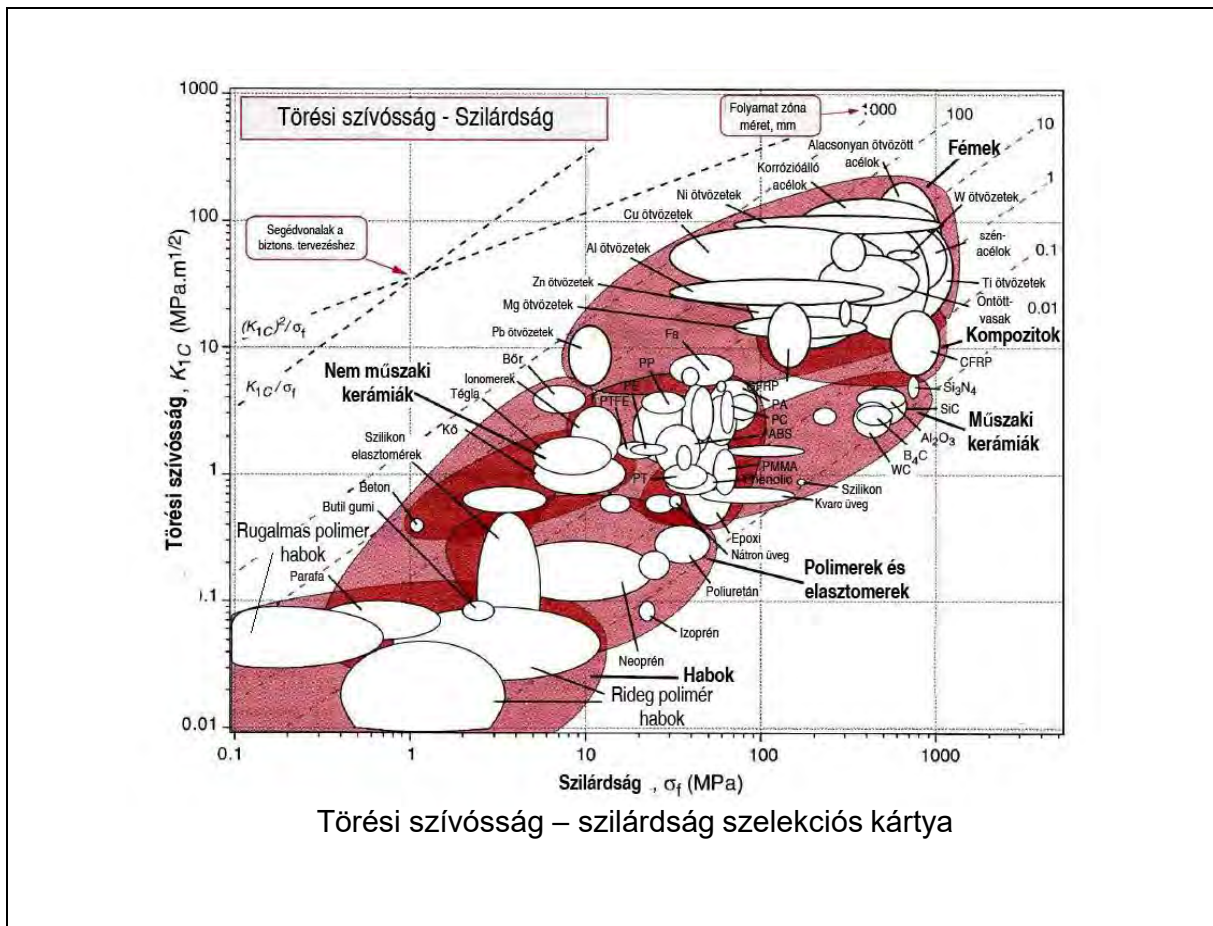 1000
Törési szívósság - Szilárdság
Folyamat zóna
méret, mm
1000
100
10
1
0.1
0.01
Alacsonyan ötvözött
acélok
Fémek
Korrózióálló
acélok
W ötvözetek
Ni ötvözetek
Cu ötvözetek
100
Segédvonalak a
biztons. tervezéshez
Al ötvözetek
szén-
acélok
Zn ötvözetek
Ti ötvözetek
Mg ötvözetek
Öntött-
vasak
(K1C)²/σf
Pb ötvözetek
Fa
Kompozitok
10
Bőr
PP
CFRP
Nem műszaki
kerámiák
Ionomerek
PE
GFRP
Si3N4
K1C/σf
Tégla
PTFE
PA
SiC
Kő
PC
Műszaki
kerámiák
Szilikon
elasztomérek
ABS
Al2O3
B4C
1
WC
PMMA
Phenolic
Beton
Szilikon
Butil gumi
Kvarc üveg
Rugalmas polimer
habok
Epoxi
Nátron üveg
Polimerek és
elasztomerek
Parafa
Poliuretán
Izoprén
Neoprén
Habok
Rideg polimér
habok
0.01
Törési szívósság , K1C (MPa.m1/2)
0.1
1
10
100
1000
Szilárdság , σf (MPa)
Törési szívósság – szilárdság szelekciós kártya